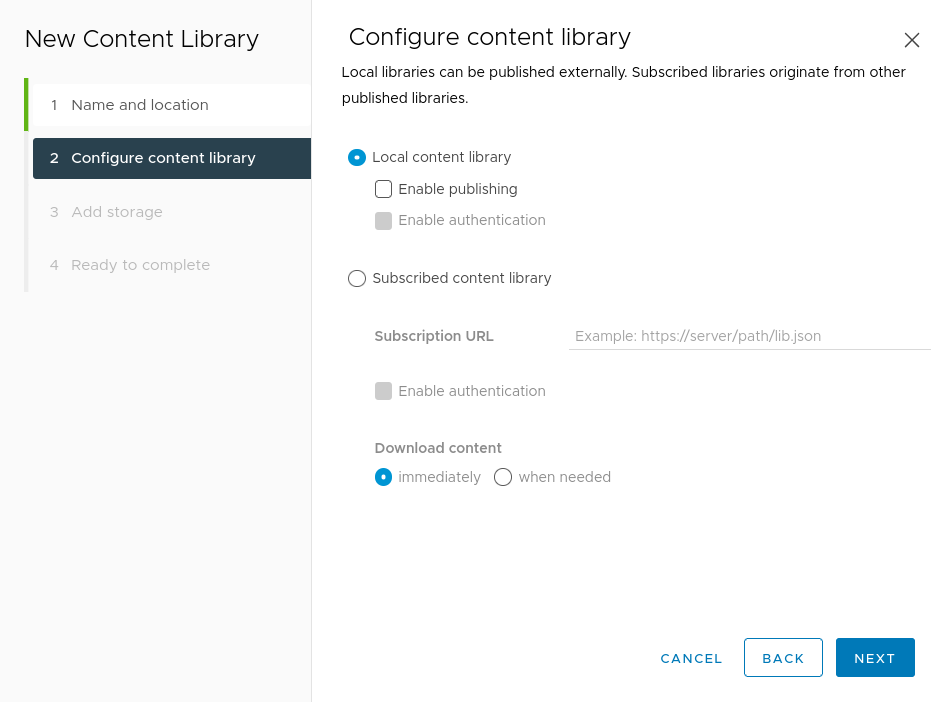 New Content Library
1 Name and location
2 Configure content library
3 Add storage
4 Ready to complete
Configure content library
Local libraries can be published externally. Subscribed libraries originate from other
published libraries.
Local content library
Enable publishing
Enable authentication
Subscribed content library
Subscription URL Example: https://server/path/lib.json
Enable authentication
Download content
immediately when needed
CANCEL BACK NEXT